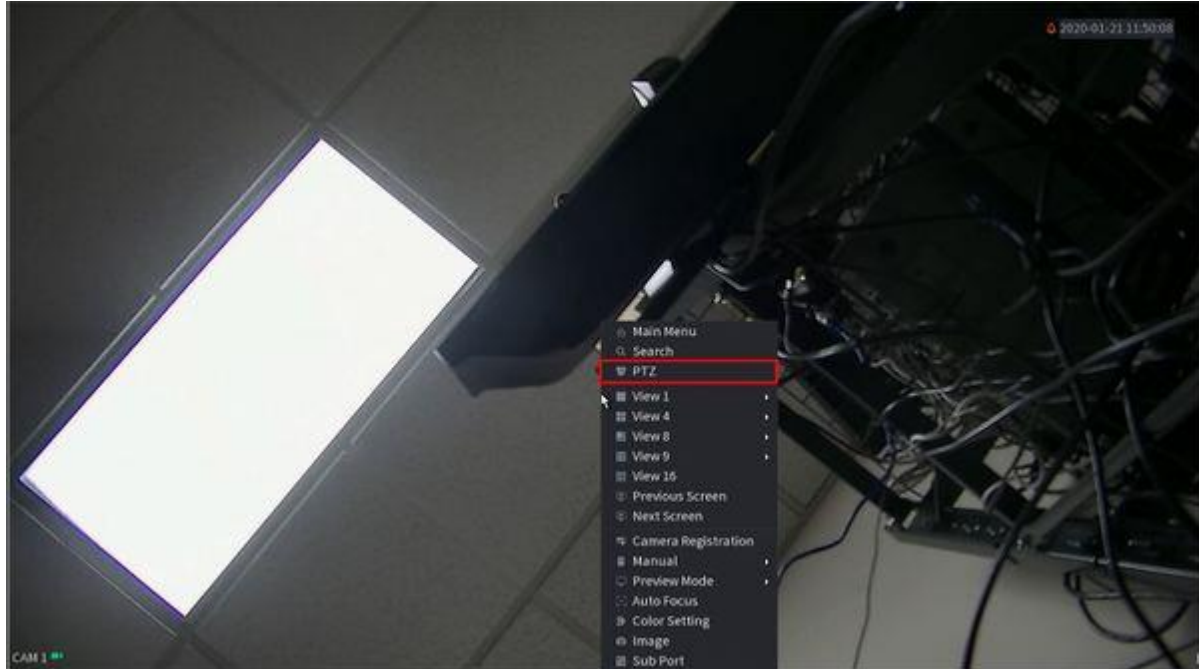 2020-01-21 11:50:08
Main Menu
Search
PTZ
View 1
View 4
View 8
View 9
View 16
Previous Screen
Next Screen
Camera Registration
Manual
Preview Mode
Auto Focus
Color Setting
Image
Sub Port
CAM 1